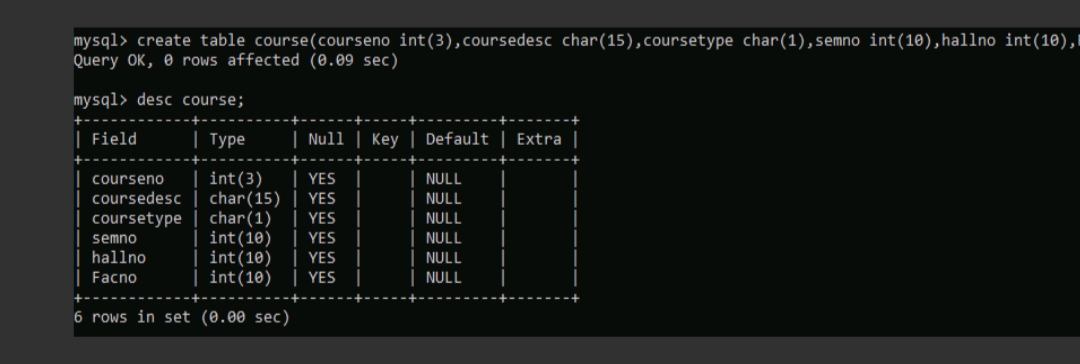 mysql> create table course(courseno int(3),coursedesc char(15),coursetype char(1),semno int(10),hallno int(10),
Query OK, 0 rows affected (0.09 sec)
mysql> desc course;
+------------+----------+------+-----+---------+-------+
| Field      | Type     | Null | Key | Default | Extra |
+------------+----------+------+-----+---------+-------+
| courseno   | int(3)   | YES  |     | NULL    |       |
| coursedesc | char(15) | YES  |     | NULL    |       |
| coursetype | char(1)  | YES  |     | NULL    |       |
| semno      | int(10)  | YES  |     | NULL    |       |
| hallno     | int(10)  | YES  |     | NULL    |       |
| Facno      | int(10)  | YES  |     | NULL    |       |
+------------+----------+------+-----+---------+-------+
6 rows in set (0.00 sec)